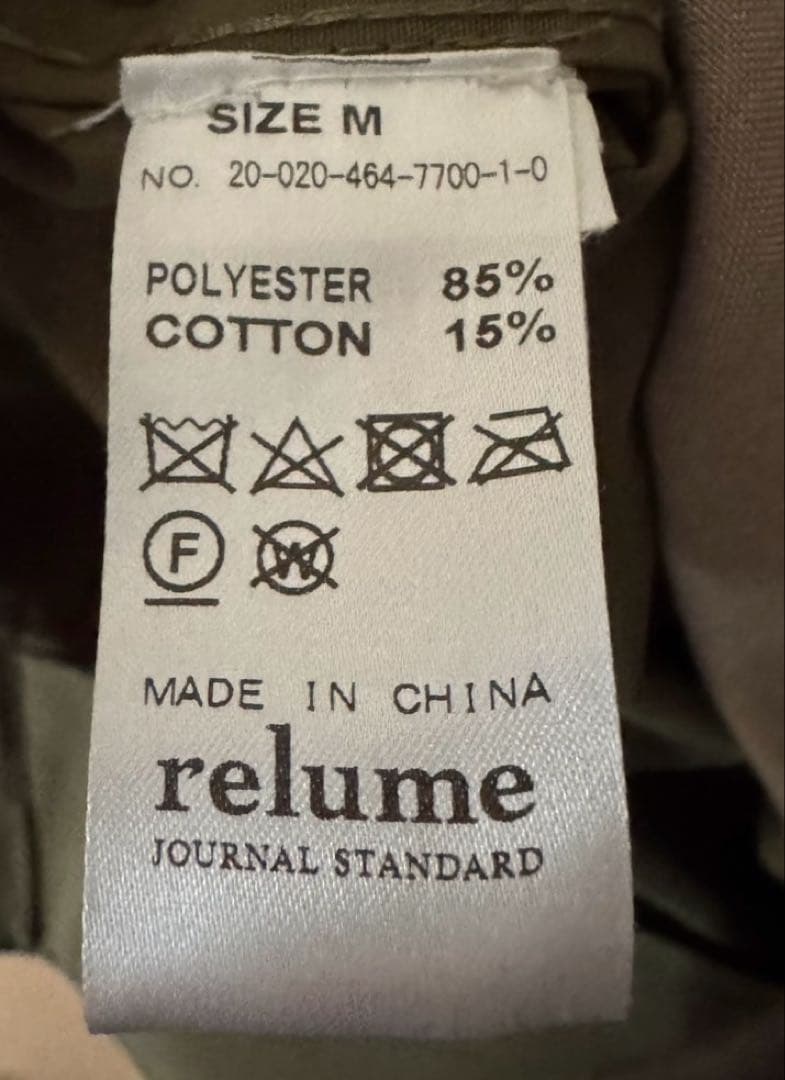 SIZE M
NO. 20-020-464-7700-1-0
POLYESTER 85%
COTTON 15%
F W
MADE IN CHINA
relume
JOURNAL STANDARD